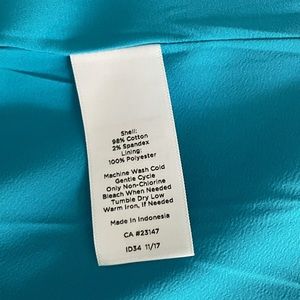 Shell:
98% Cotton
2% Spandex
Lining:
100% Polyester
Machine Wash Cold
Gentle Cycle
Only Non-Chlorine
Bleach When Needed
Tumble Dry Low
Warm Iron, If Needed
Made In Indonesia
CA #23147
ID34 11/17